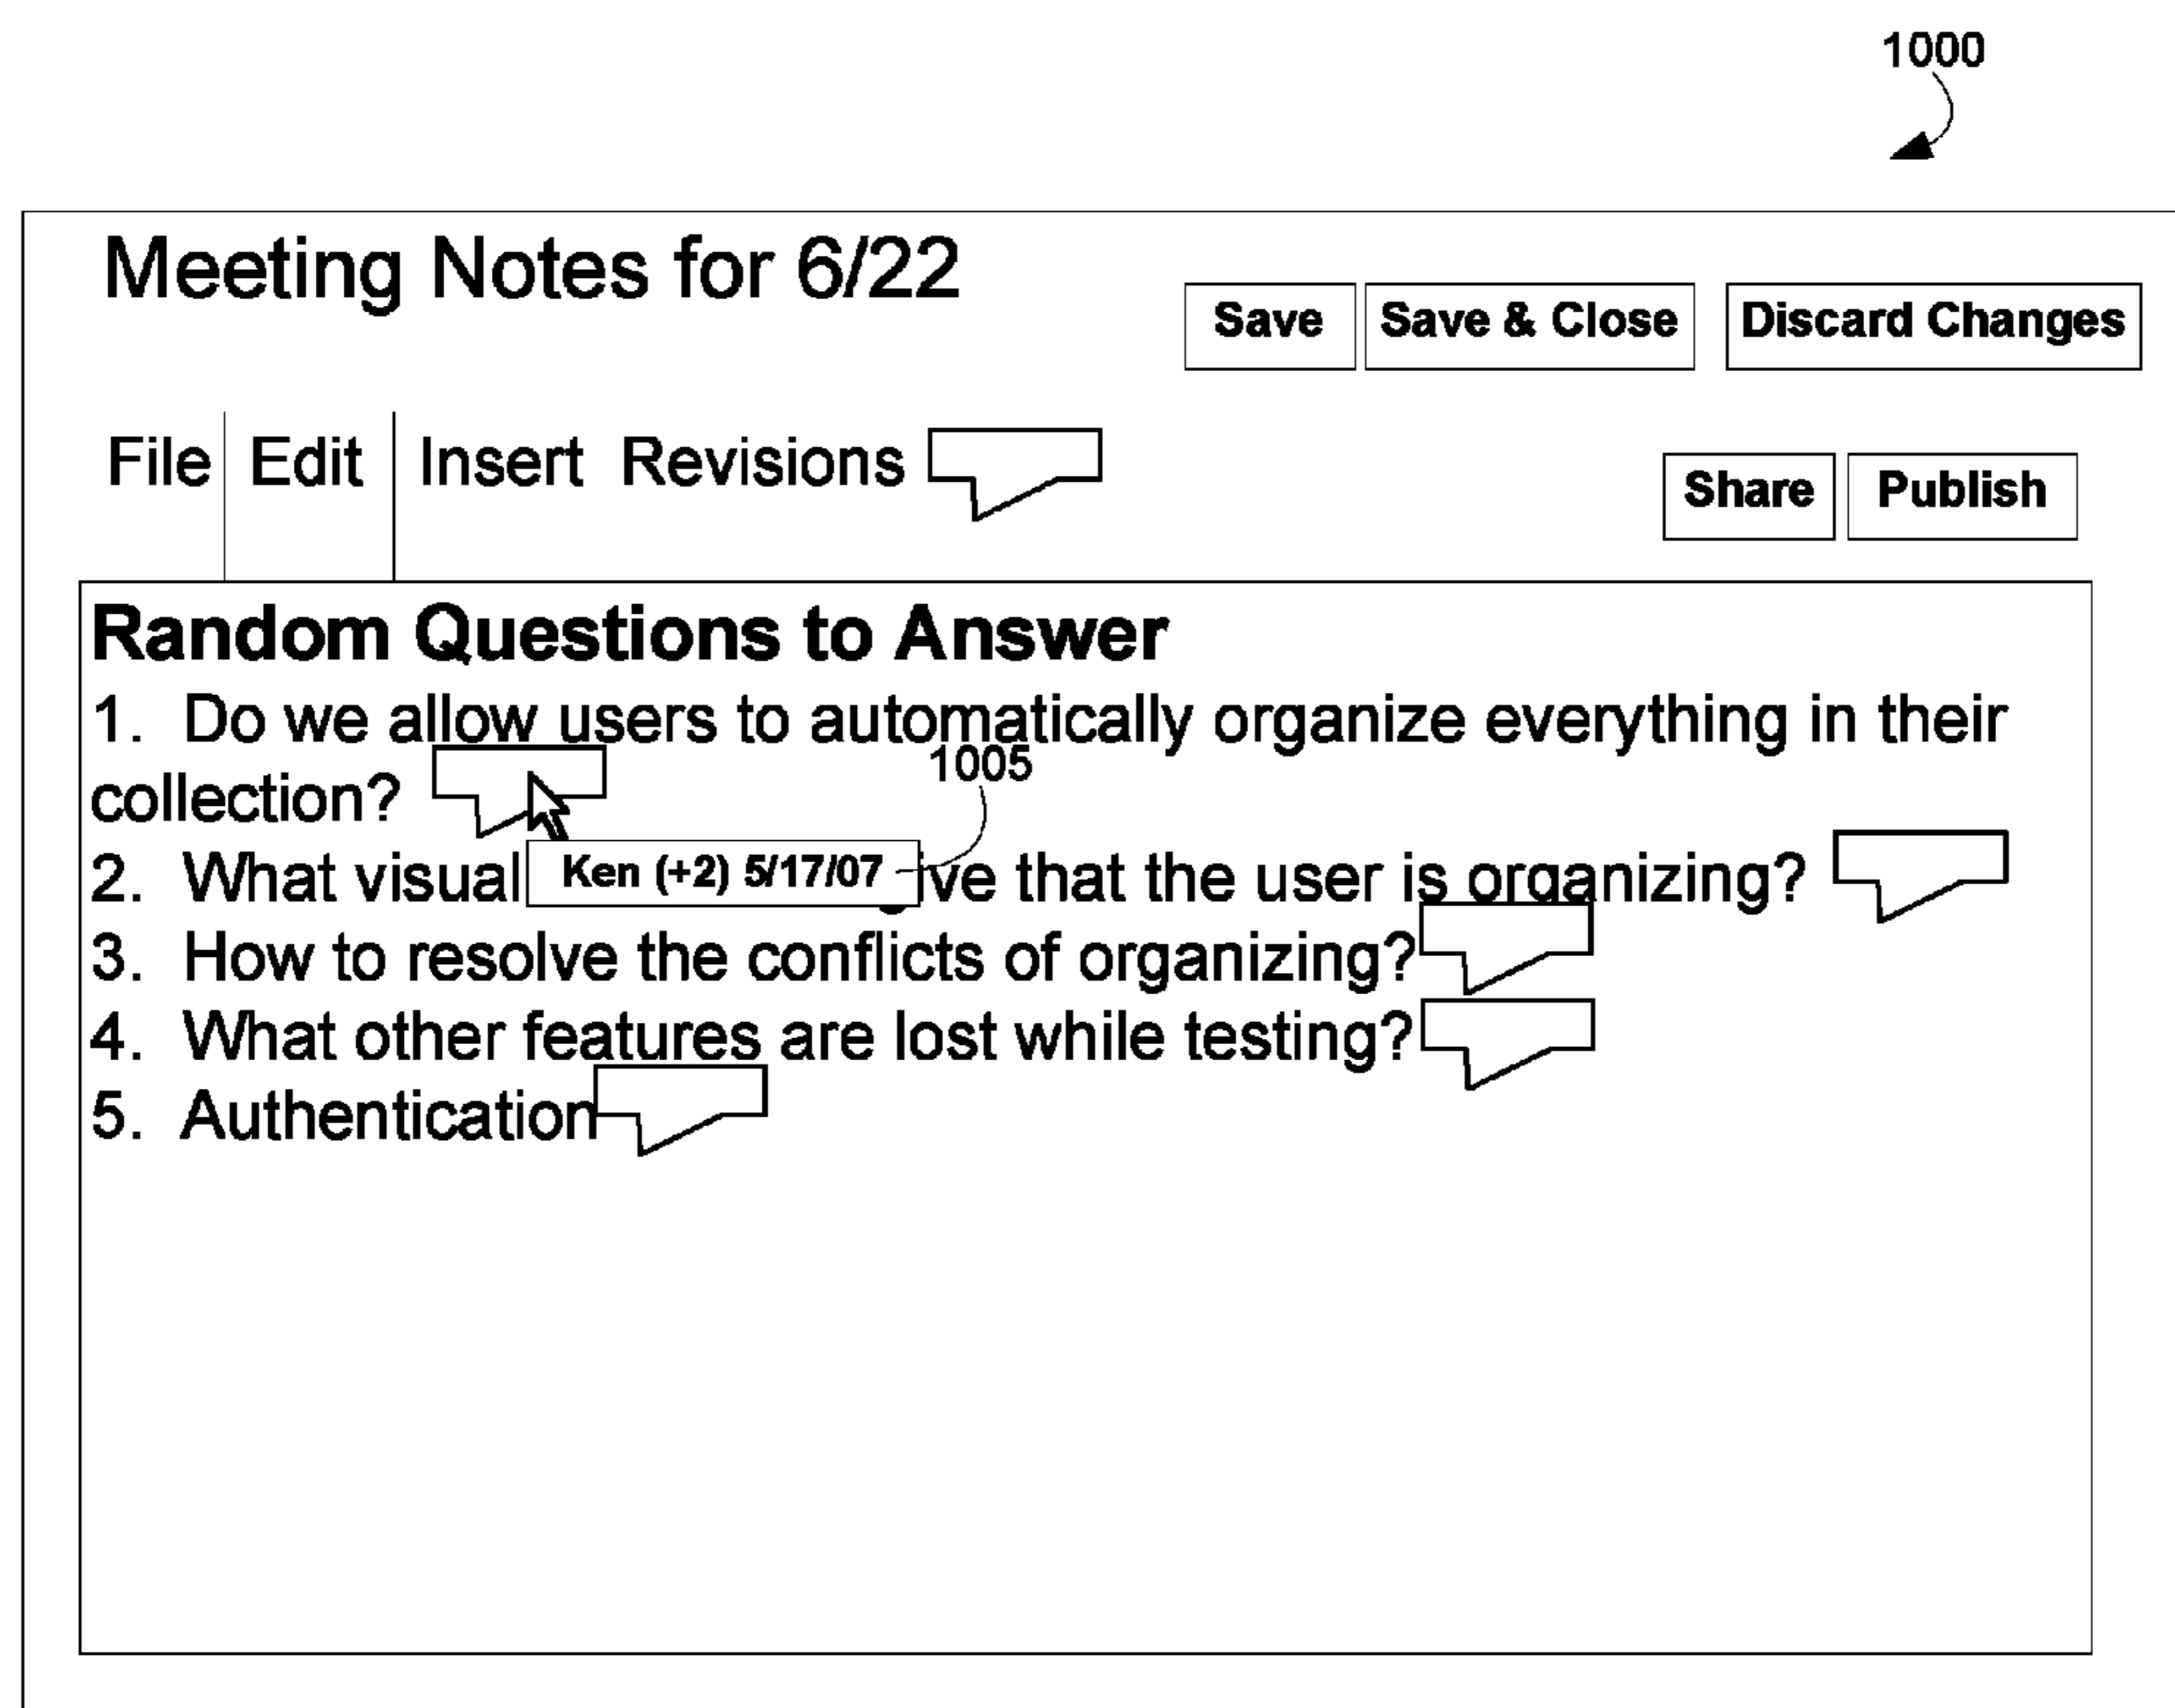 1000
Meeting Notes for 6/22
Save Save & Close Discard Changes
File Edit Insert Revisions
Share Publish
Random Questions to Answer
1. Do we allow users to automatically organize everything in their
1005
collection?
2. What visual Ken (+2) 5/17/07 that the user is organizing?
3. How to resolve the conflicts of organizing?
4. What other features are lost while testing?
5. Authentication